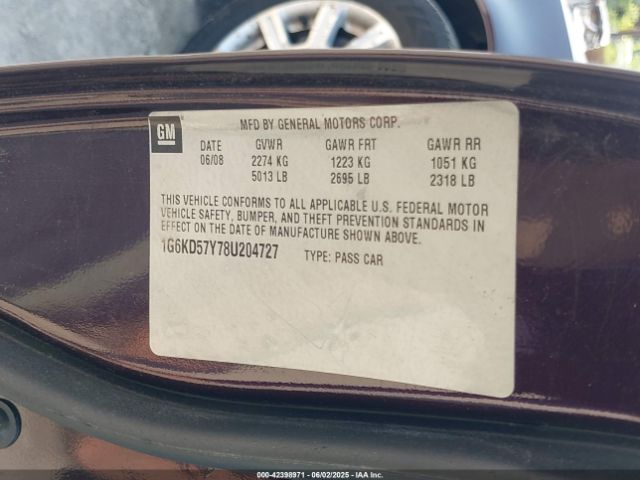 GM
MFD BY GENERAL MOTORS CORP.
DATE GVWR GAWR FRT GAWR RR
06/08 2274 KG 1223 KG 1051 KG
5013 LB 2695 LB 2318 LB
THIS VEHICLE CONFORMS TO ALL APPLICABLE U.S. FEDERAL MOTOR
VEHICLE SAFETY, BUMPER, AND THEFT PREVENTION STANDARDS IN
EFFECT ON THE DATE OF MANUFACTURE SHOWN ABOVE.
1G6KD57Y78U204727 TYPE: PASS CAR
000-42398971 - 06/02/2025 - IAAI.COM